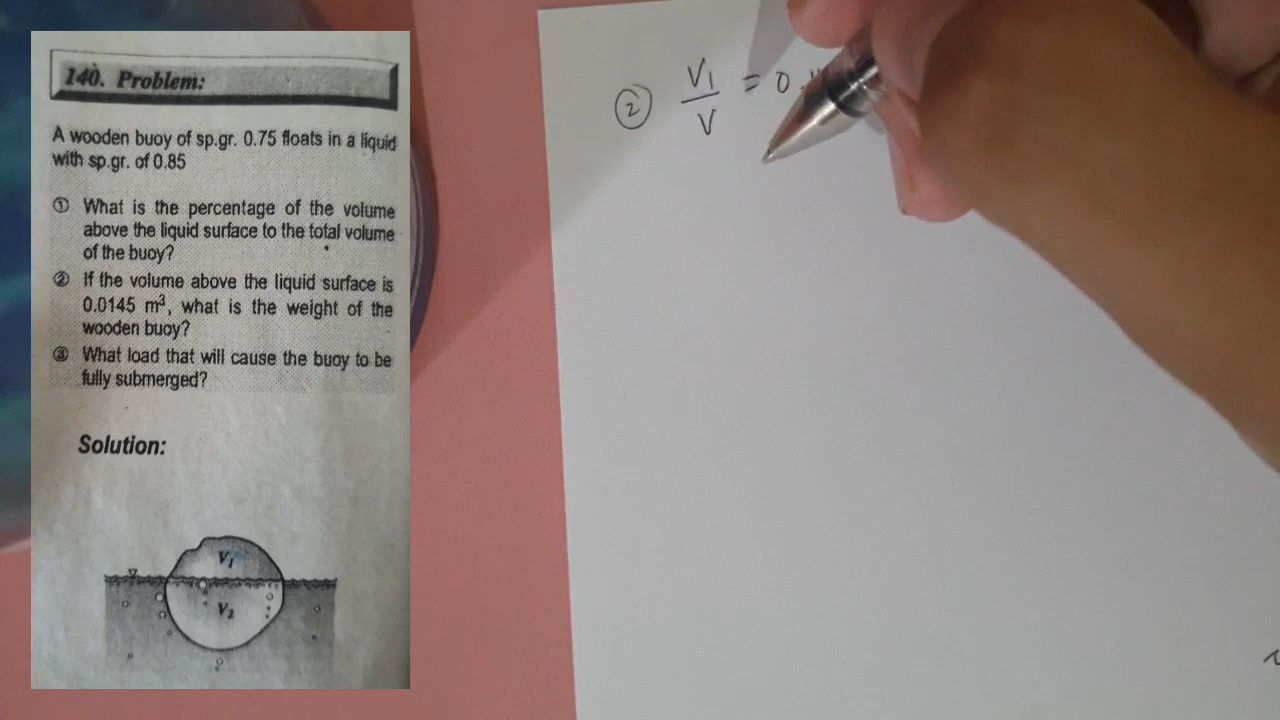 140. Problem:
A wooden buoy of sp.gr. 0.75 floats in a liquid
with sp.gr. of 0.85
① What is the percentage of the volume
above the liquid surface to the total volume
of the buoy?
② If the volume above the liquid surface is
0.0145 m³, what is the weight of the
wooden buoy?
③ What load that will cause the buoy to be
fully submerged?
Solution:
V₁
V₂
② V₁/V = 0.